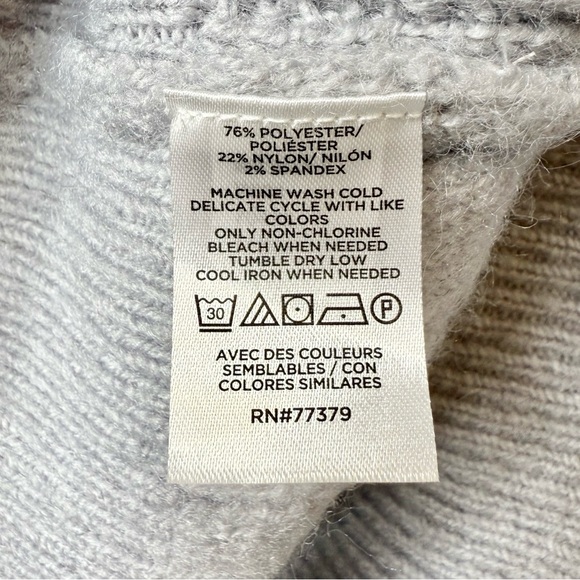 76% POLYESTER/
POLIÉSTER
22% NYLON/ NILÓN
2% SPANDEX
MACHINE WASH COLD
DELICATE CYCLE WITH LIKE
COLORS
ONLY NON-CHLORINE
BLEACH WHEN NEEDED
TUMBLE DRY LOW
COOL IRON WHEN NEEDED
30 P
AVEC DES COULEURS
SEMBLABLES / CON
COLORES SIMILARES
RN#77379